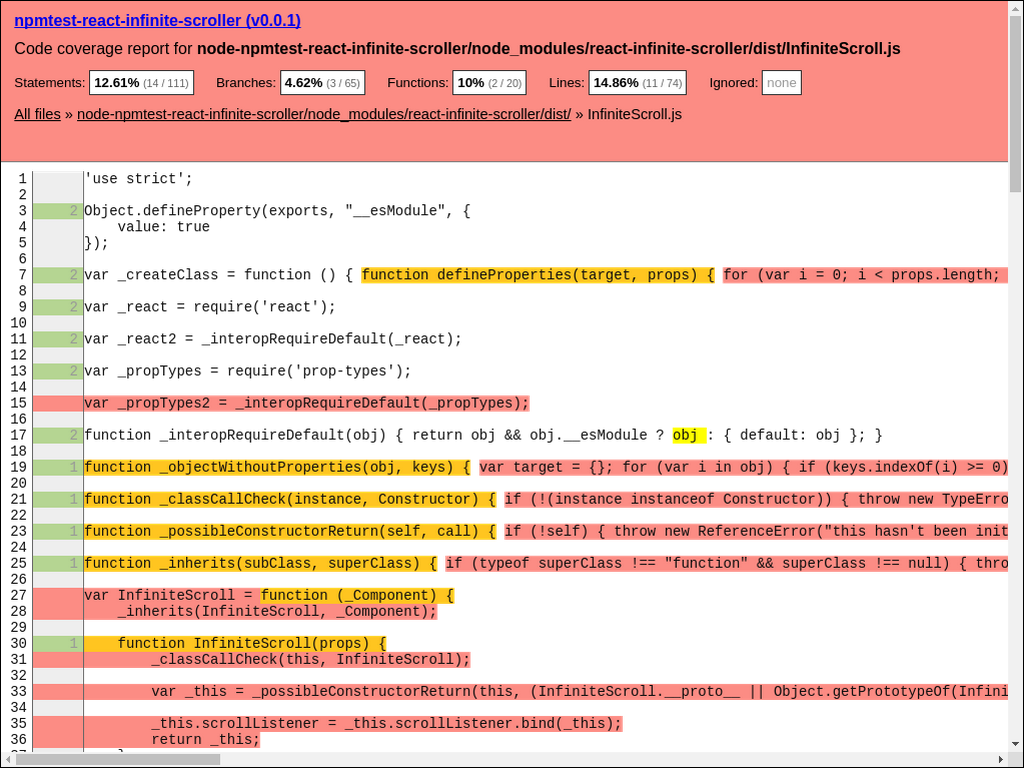 npmtest-react-infinite-scroller (v0.0.1)
Code coverage report for node-npmtest-react-infinite-scroller/node_modules/react-infinite-scroller/dist/InfiniteScroll.js
Statements: 12.61% (14 / 111) Branches: 4.62% (3 / 65) Functions: 10% (2 / 20) Lines: 14.86% (11 / 74) Ignored: none
All files » node-npmtest-react-infinite-scroller/node_modules/react-infinite-scroller/dist/ » InfiniteScroll.js
1 'use strict';
2
3 2 Object.defineProperty(exports, "__esModule", {
4 value: true
5 });
6
7 2 var _createClass = function () { function defineProperties(target, props) { for (var i = 0; i < props.length;
8
9 2 var _react = require('react');
10
11 2 var _react2 = _interopRequireDefault(_react);
12
13 2 var _propTypes = require('prop-types');
14
15 var _propTypes2 = _interopRequireDefault(_propTypes);
16
17 2 function _interopRequireDefault(obj) { return obj && obj.__esModule ? obj : { default: obj }; }
18
19 1 function _objectWithoutProperties(obj, keys) { var target = {}; for (var i in obj) { if (keys.indexOf(i) >= 0)
20
21 1 function _classCallCheck(instance, Constructor) { if (!(instance instanceof Constructor)) { throw new TypeErro
22
23 1 function _possibleConstructorReturn(self, call) { if (!self) { throw new ReferenceError("this hasn't been init
24
25 1 function _inherits(subClass, superClass) { if (typeof superClass !== "function" && superClass !== null) { thro
26
27 var InfiniteScroll = function (_Component) {
28 _inherits(InfiniteScroll, _Component);
29
30 1 function InfiniteScroll(props) {
31 _classCallCheck(this, InfiniteScroll);
32
33 var _this = _possibleConstructorReturn(this, (InfiniteScroll.__proto__ || Object.getPrototypeOf(Infini
34
35 _this.scrollListener = _this.scrollListener.bind(_this);
36 return _this;